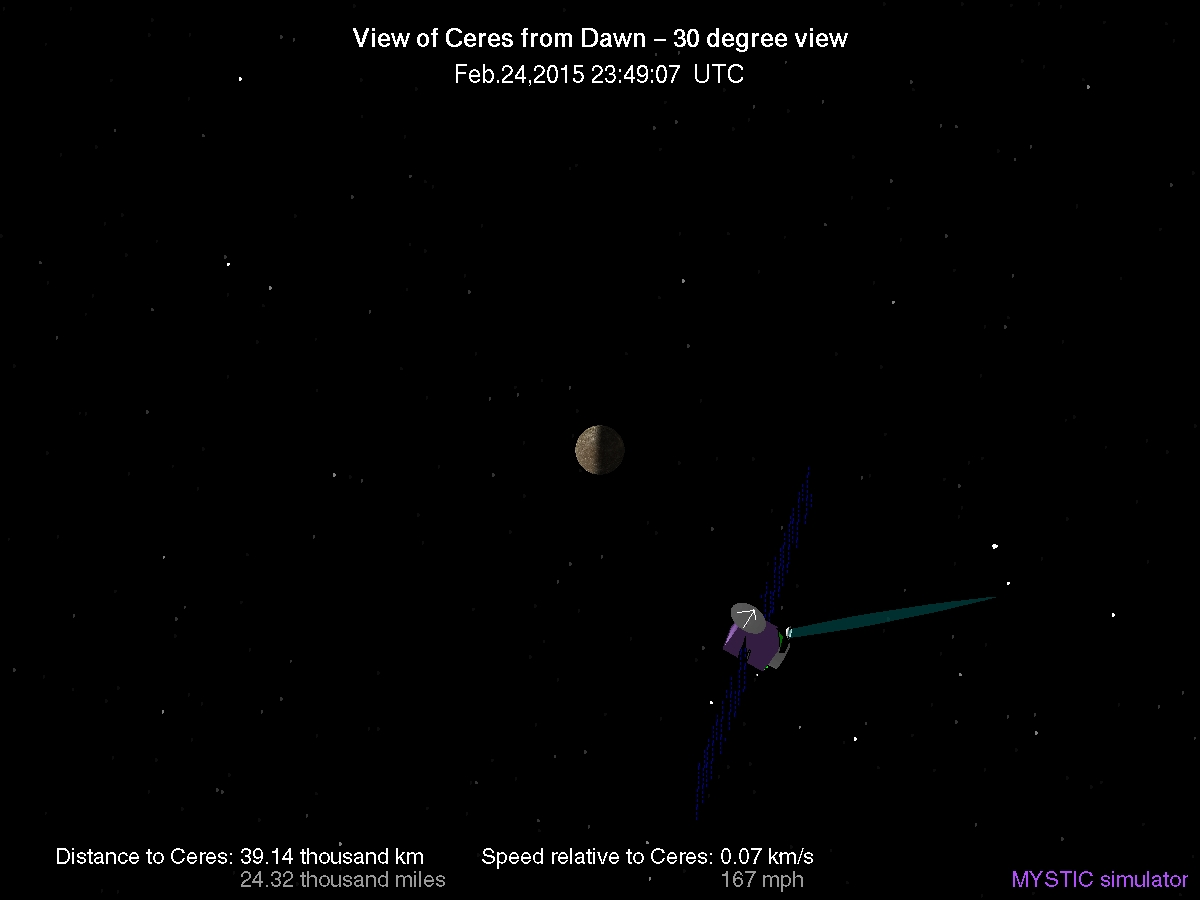 View of Ceres from Dawn – 30 degree view
Feb.24,2015 23:49:07 UTC
Distance to Ceres: 39.14 thousand km
24.32 thousand miles
Speed relative to Ceres: 0.07 km/s
167 mph
MYSTIC simulator